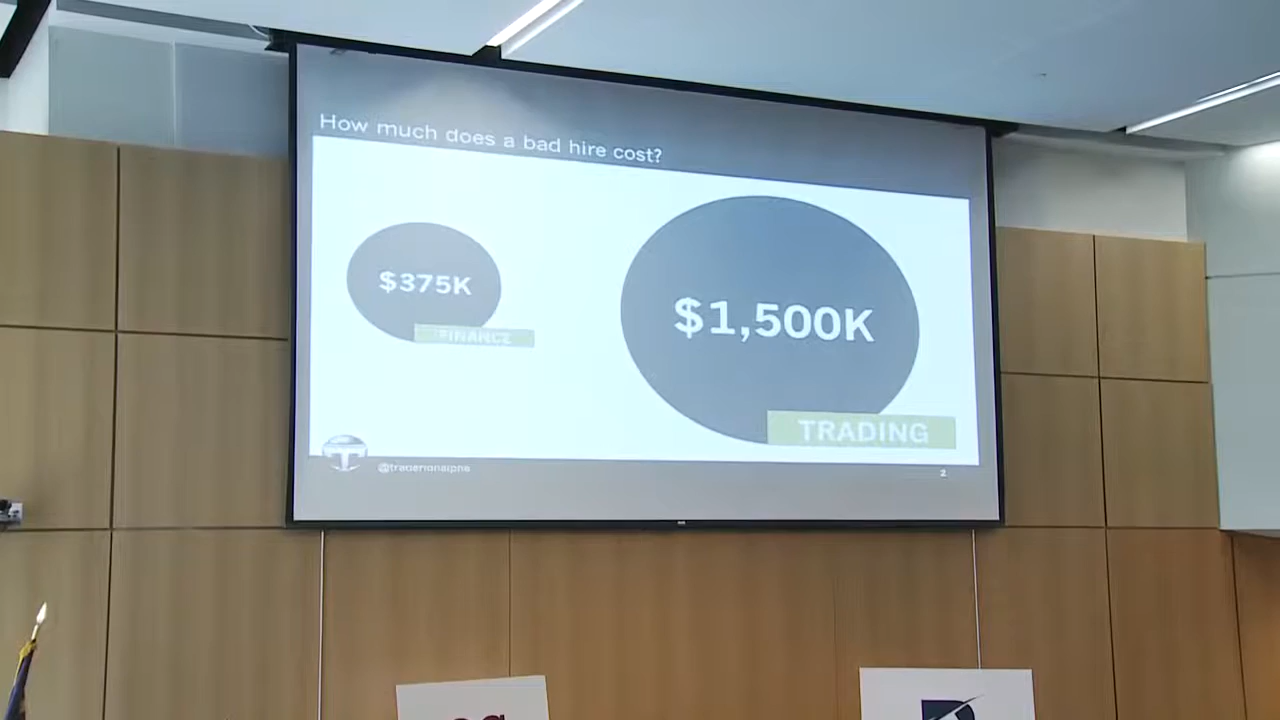 How much does a bad hire cost?
$375K
FINANCE
$1,500K
TRADING
2